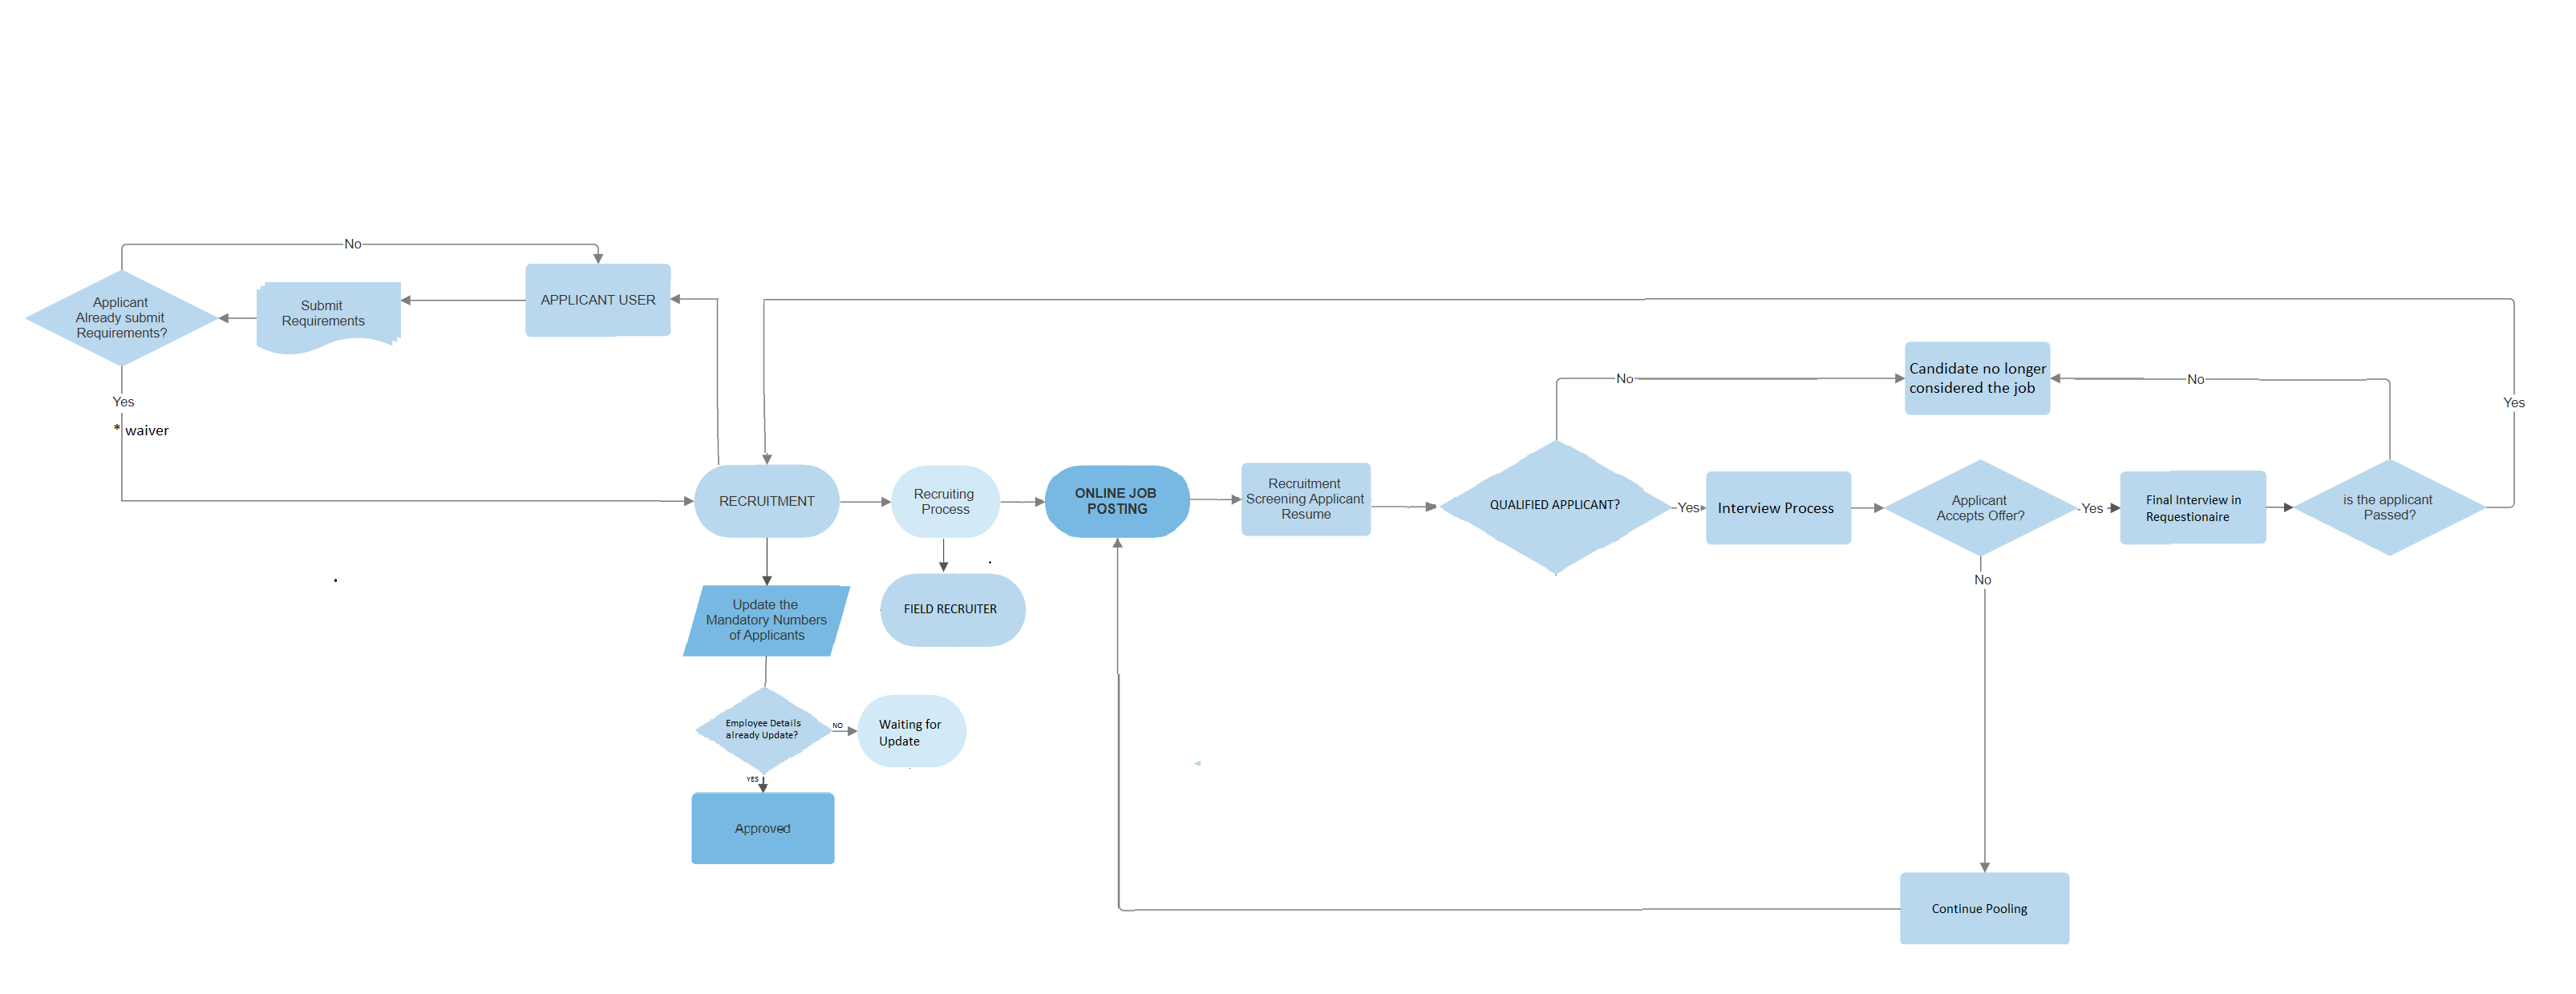 No
Applicant
Already submit
Requirements?
Submit
Requirements
APPLICANT USER
Yes
* waiver
RECRUITMENT
Recruiting
Process
ONLINE JOB
POSTING
Recruitment
Screening Applicant
Resume
QUALIFIED APPLICANT?
No
Candidate no longer
considered the job
No
Yes
Yes
Interview Process
Applicant
Accepts Offer?
Yes
Final Interview in
Requestionaire
is the applicant
Passed?
No
Update the
Mandatory Numbers
of Applicants
FIELD RECRUITER
Employee Details
already Update?
NO
Waiting for
Update
YES
Approved
Continue Pooling